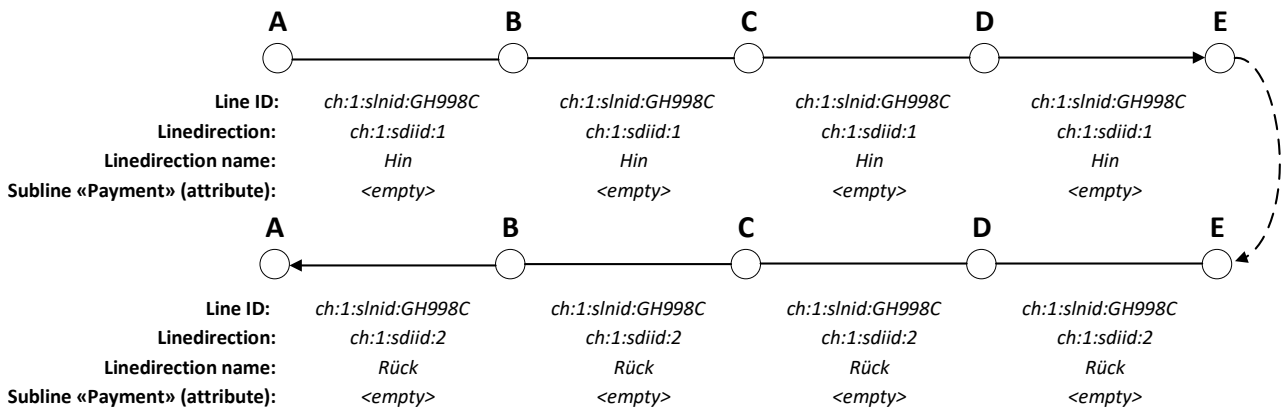 A B C D E
Line ID: ch:1:slnid:GH998C ch:1:slnid:GH998C ch:1:slnid:GH998C ch:1:slnid:GH998C
Linedirection: ch:1:sdiid:1 ch:1:sdiid:1 ch:1:sdiid:1 ch:1:sdiid:1
Linedirection name: Hin Hin Hin Hin
Subline «Payment» (attribute): <empty> <empty> <empty> <empty>
A B C D E
Line ID: ch:1:slnid:GH998C ch:1:slnid:GH998C ch:1:slnid:GH998C ch:1:slnid:GH998C
Linedirection: ch:1:sdiid:2 ch:1:sdiid:2 ch:1:sdiid:2 ch:1:sdiid:2
Linedirection name: Rück Rück Rück Rück
Subline «Payment» (attribute): <empty> <empty> <empty> <empty>